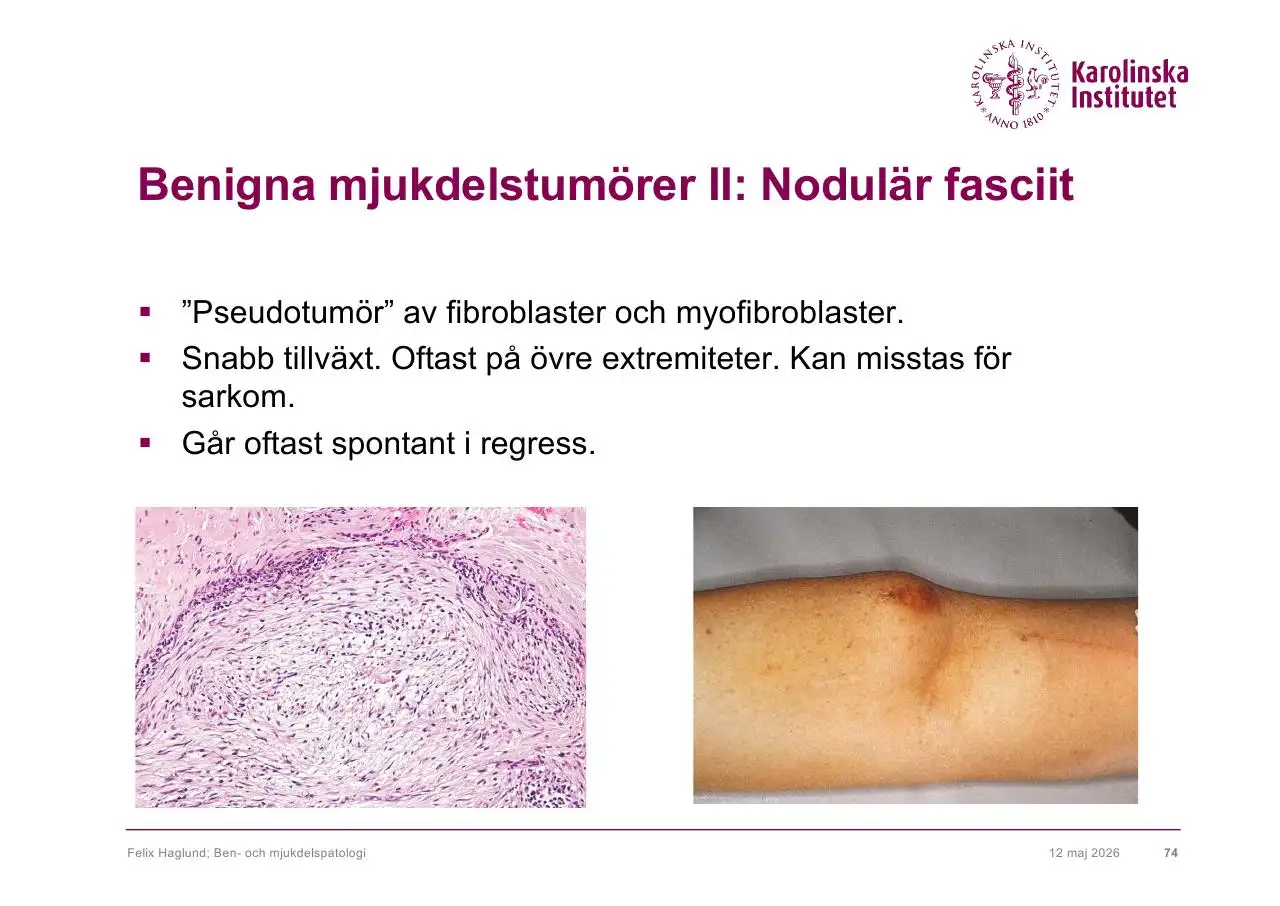 KAROLINSKA INSTITUTET
ANNO 1810
Karolinska
Institutet
Benigna mjukdelstumörer II: Nodulär fasciit
▪ ”Pseudotumör” av fibroblaster och myofibroblaster.
▪ Snabb tillväxt. Oftast på övre extremiteter. Kan misstas för
sarkom.
▪ Går oftast spontant i regress.
Felix Haglund; Ben- och mjukdelspatologi
12 maj 2026
74